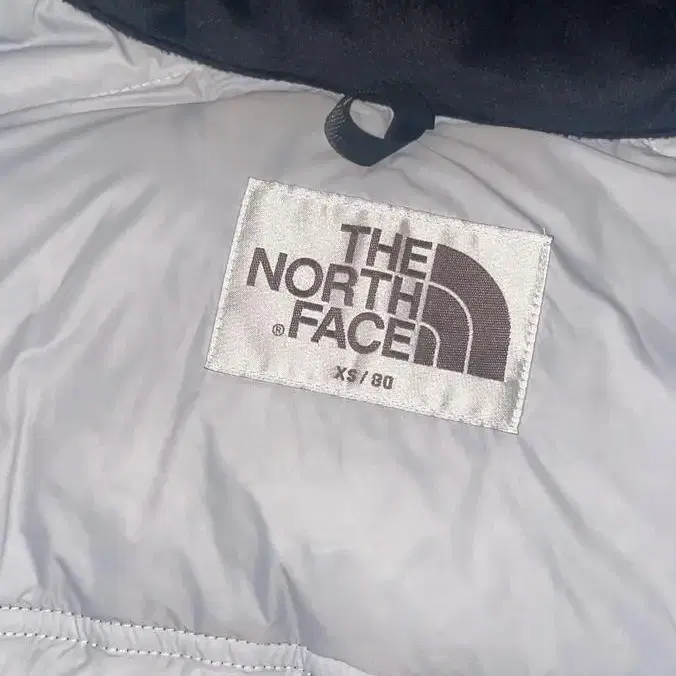 THE
NORTH
® FACE
XS / 80